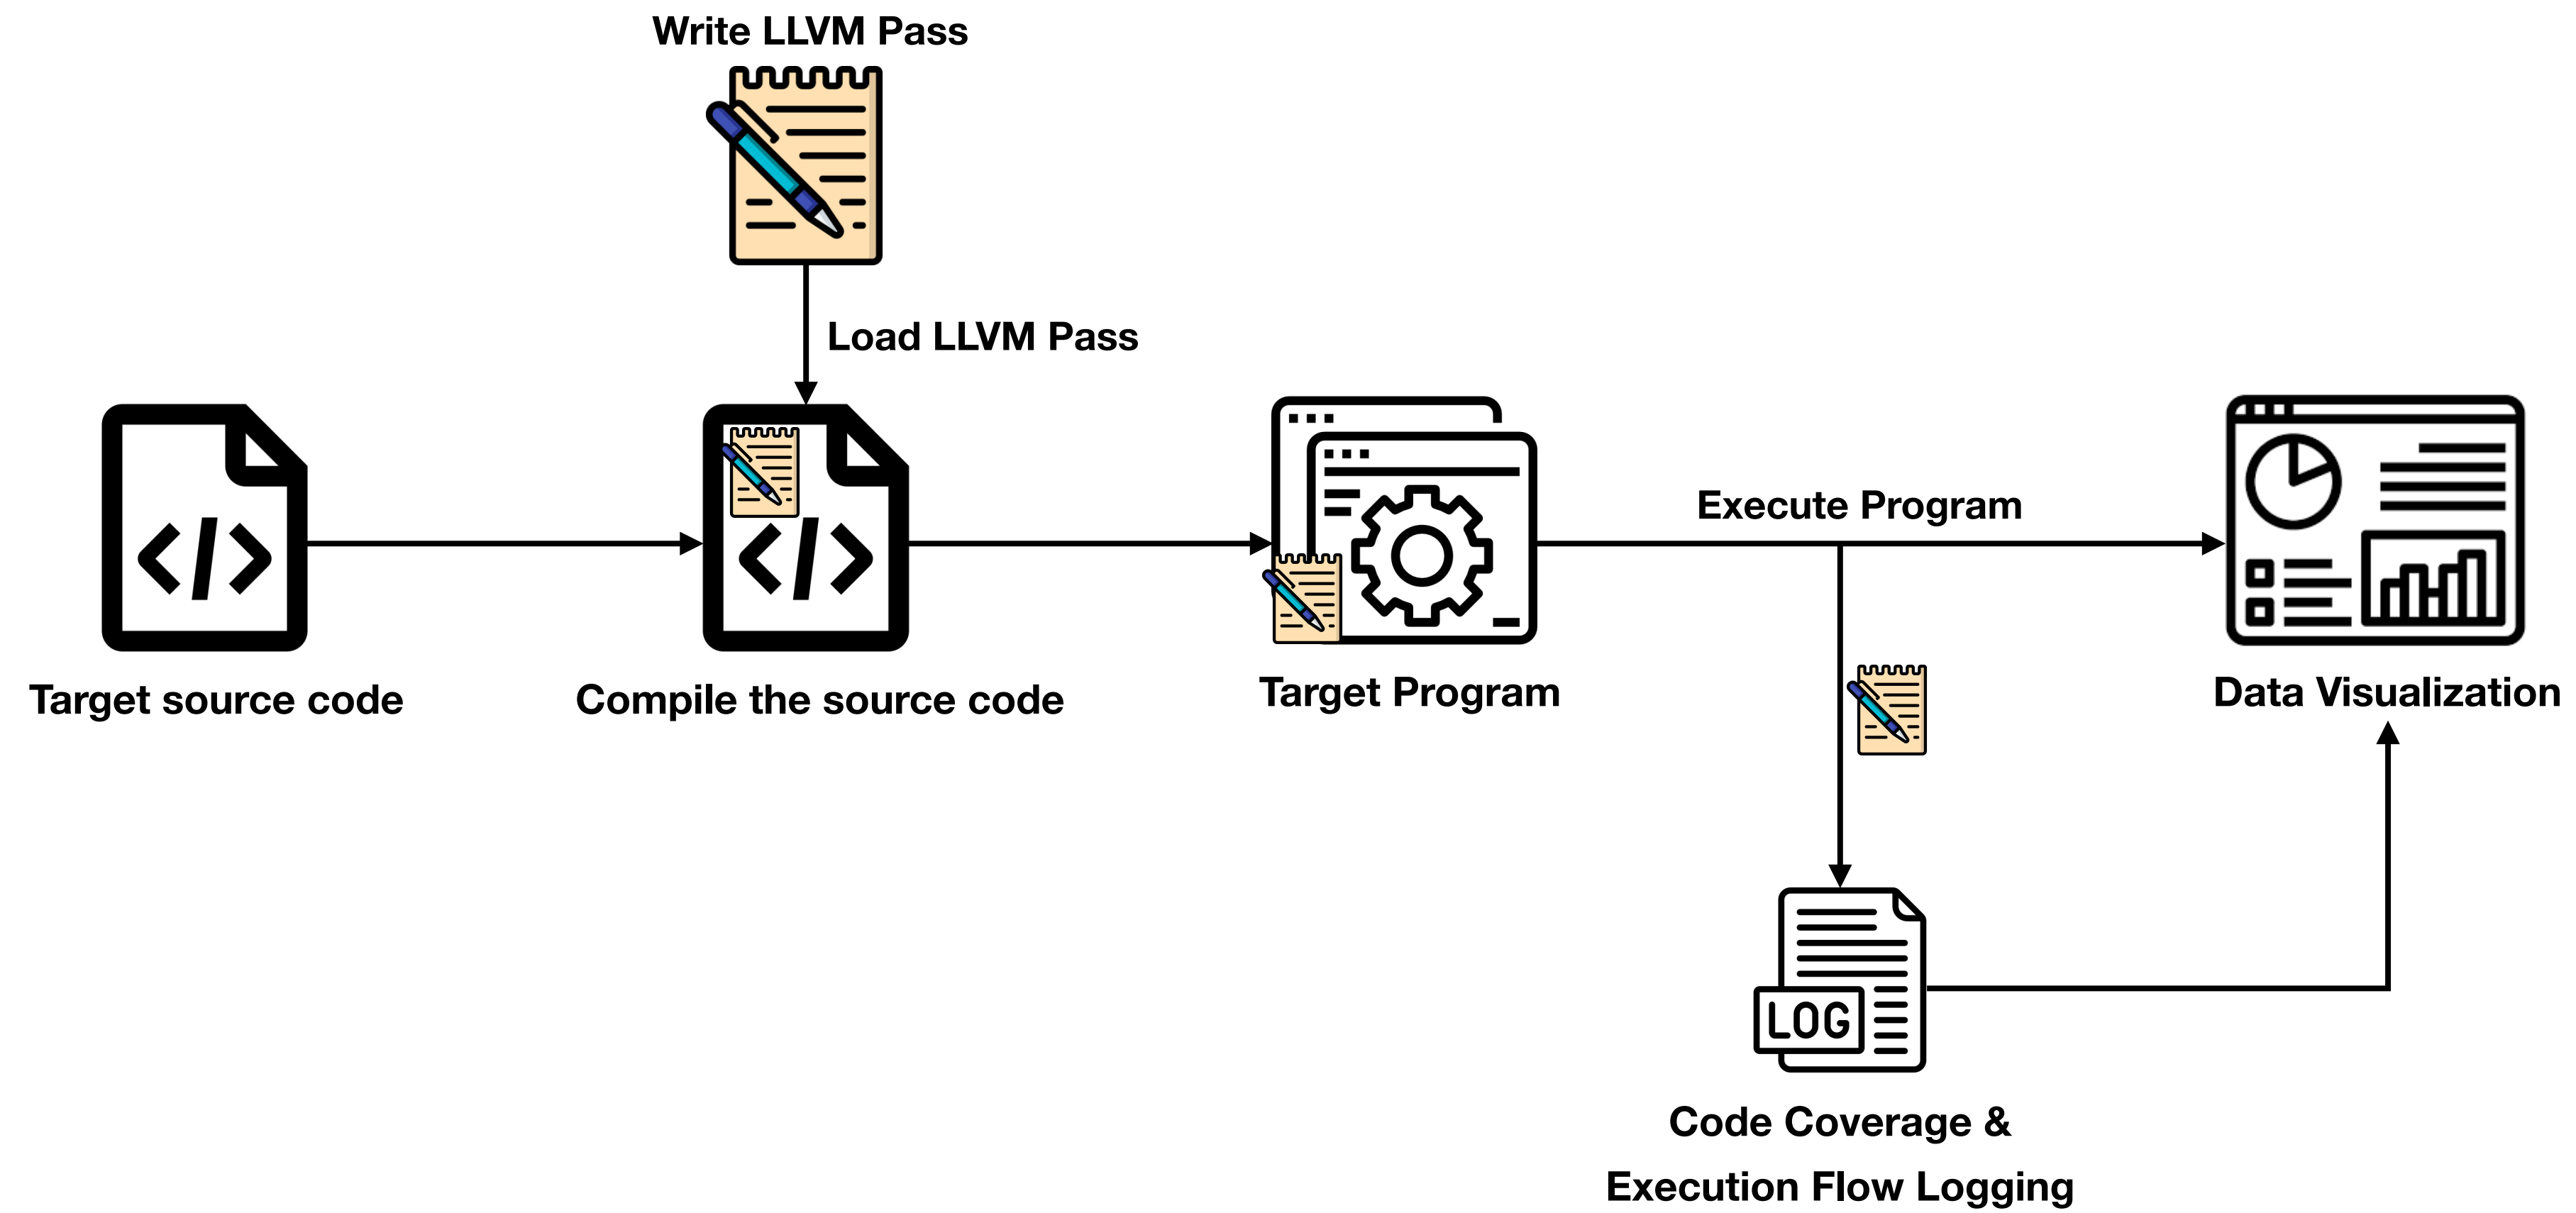 Write LLVM Pass
Load LLVM Pass
Target source code
Compile the source code
Target Program
Execute Program
Data Visualization
LOG
Code Coverage &
Execution Flow Logging